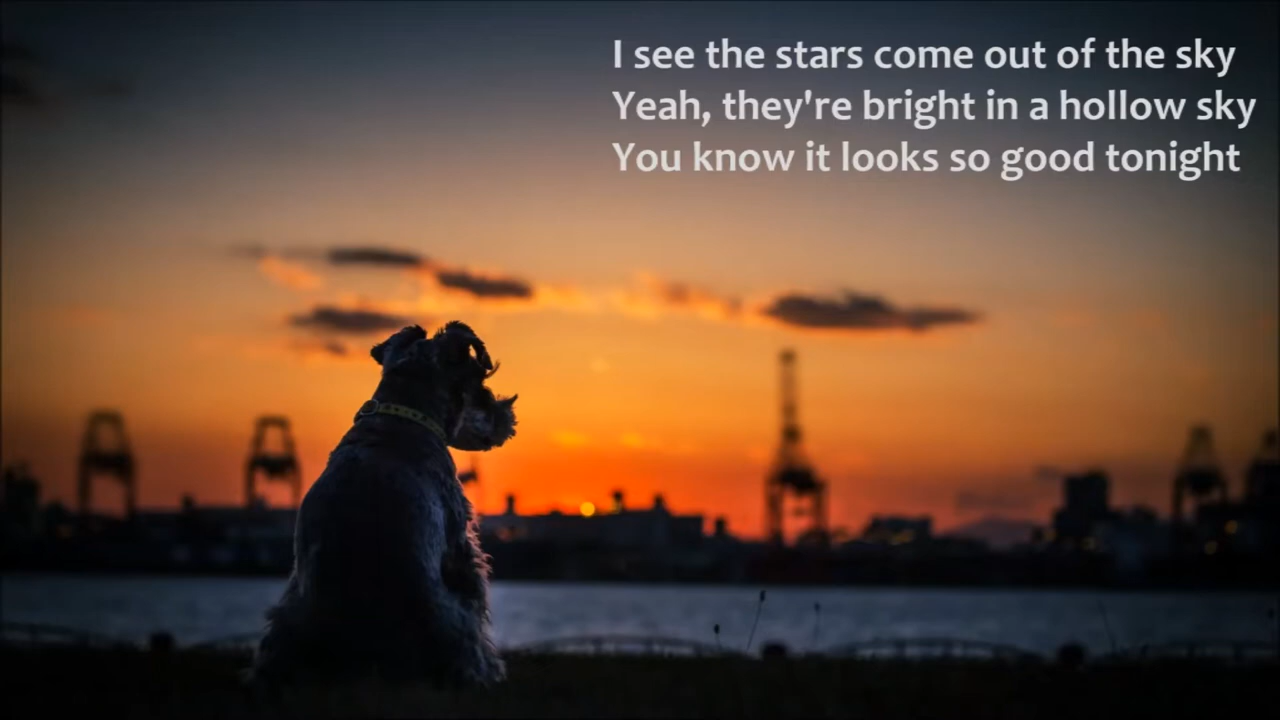 I see the stars come out of the sky
Yeah, they're bright in a hollow sky
You know it looks so good tonight